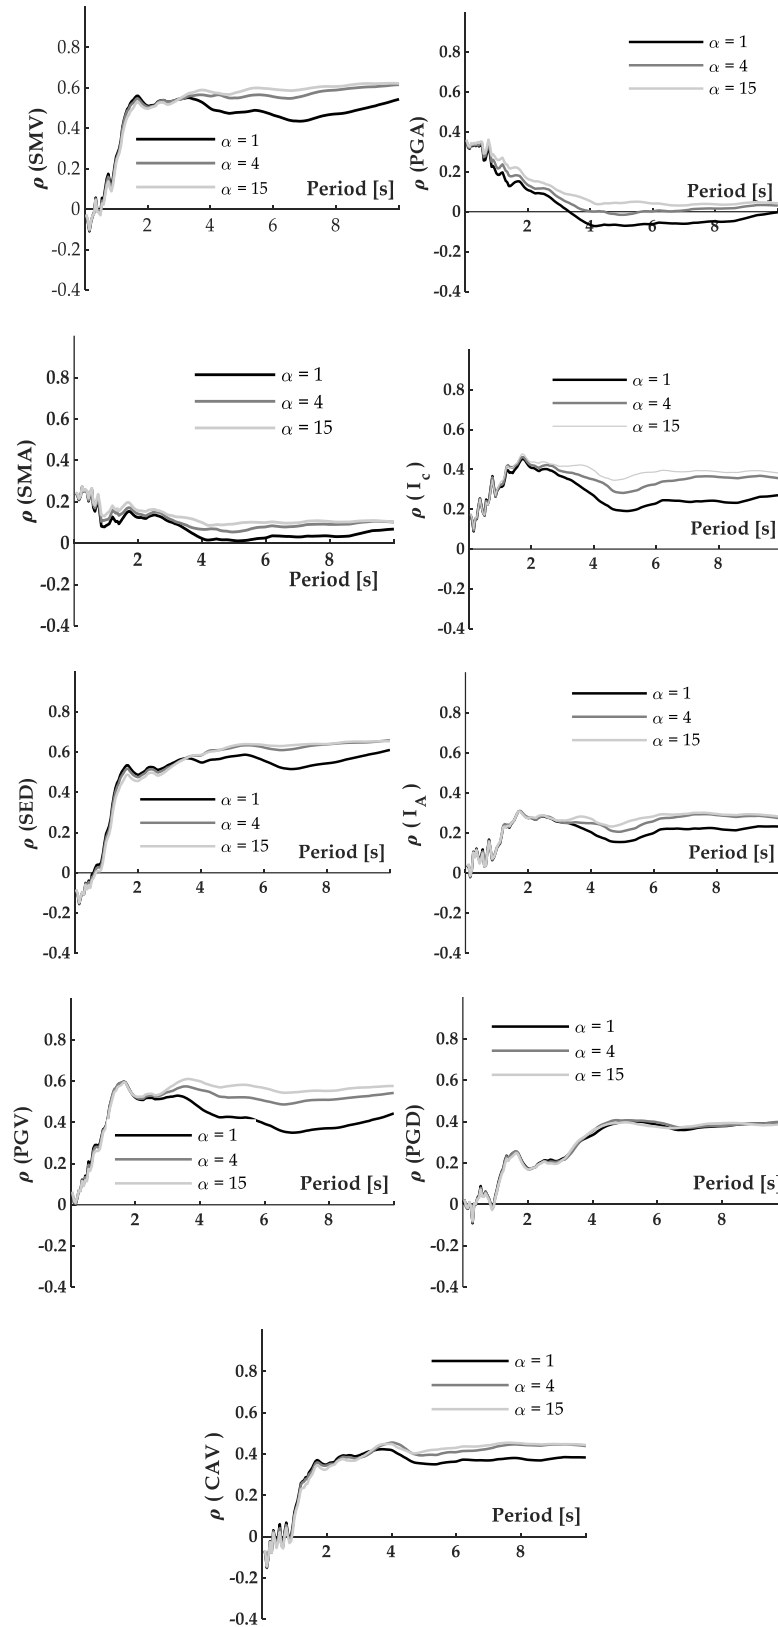 0.8
0.6
0.4
0.2
0
-0.2
-0.4
ρ (SMV)
α = 1
α = 4
α = 15
Period [s]
2 4 6 8
0.8
0.6
0.4
0.2
0
-0.2
-0.4
ρ (PGA)
α = 1
α = 4
α = 15
Period [s]
2 4 6 8
0.8
0.6
0.4
0.2
0
-0.2
-0.4
ρ (SMA)
α = 1
α = 4
α = 15
2 4 6 8
Period [s]
0.8
0.6
0.4
0.2
0
-0.2
-0.4
ρ ( I_c )
α = 1
α = 4
α = 15
Period [s]
2 4 6 8
0.8
0.6
0.4
0.2
0
-0.2
-0.4
ρ (SED)
α = 1
α = 4
α = 15
Period [s]
2 4 6 8
0.8
0.6
0.4
0.2
0
-0.2
-0.4
ρ ( I_A )
α = 1
α = 4
α = 15
Period [s]
2 4 6 8
0.8
0.6
0.4
0.2
0
-0.2
-0.4
ρ (PGV)
α = 1
α = 4
α = 15
Period [s]
2 4 6 8
0.8
0.6
0.4
0.2
0
-0.2
-0.4
ρ (PGD)
α = 1
α = 4
α = 15
Period [s]
2 4 6 8
0.8
0.6
0.4
0.2
0
-0.2
-0.4
ρ ( CAV )
α = 1
α = 4
α = 15
Period [s]
2 4 6 8